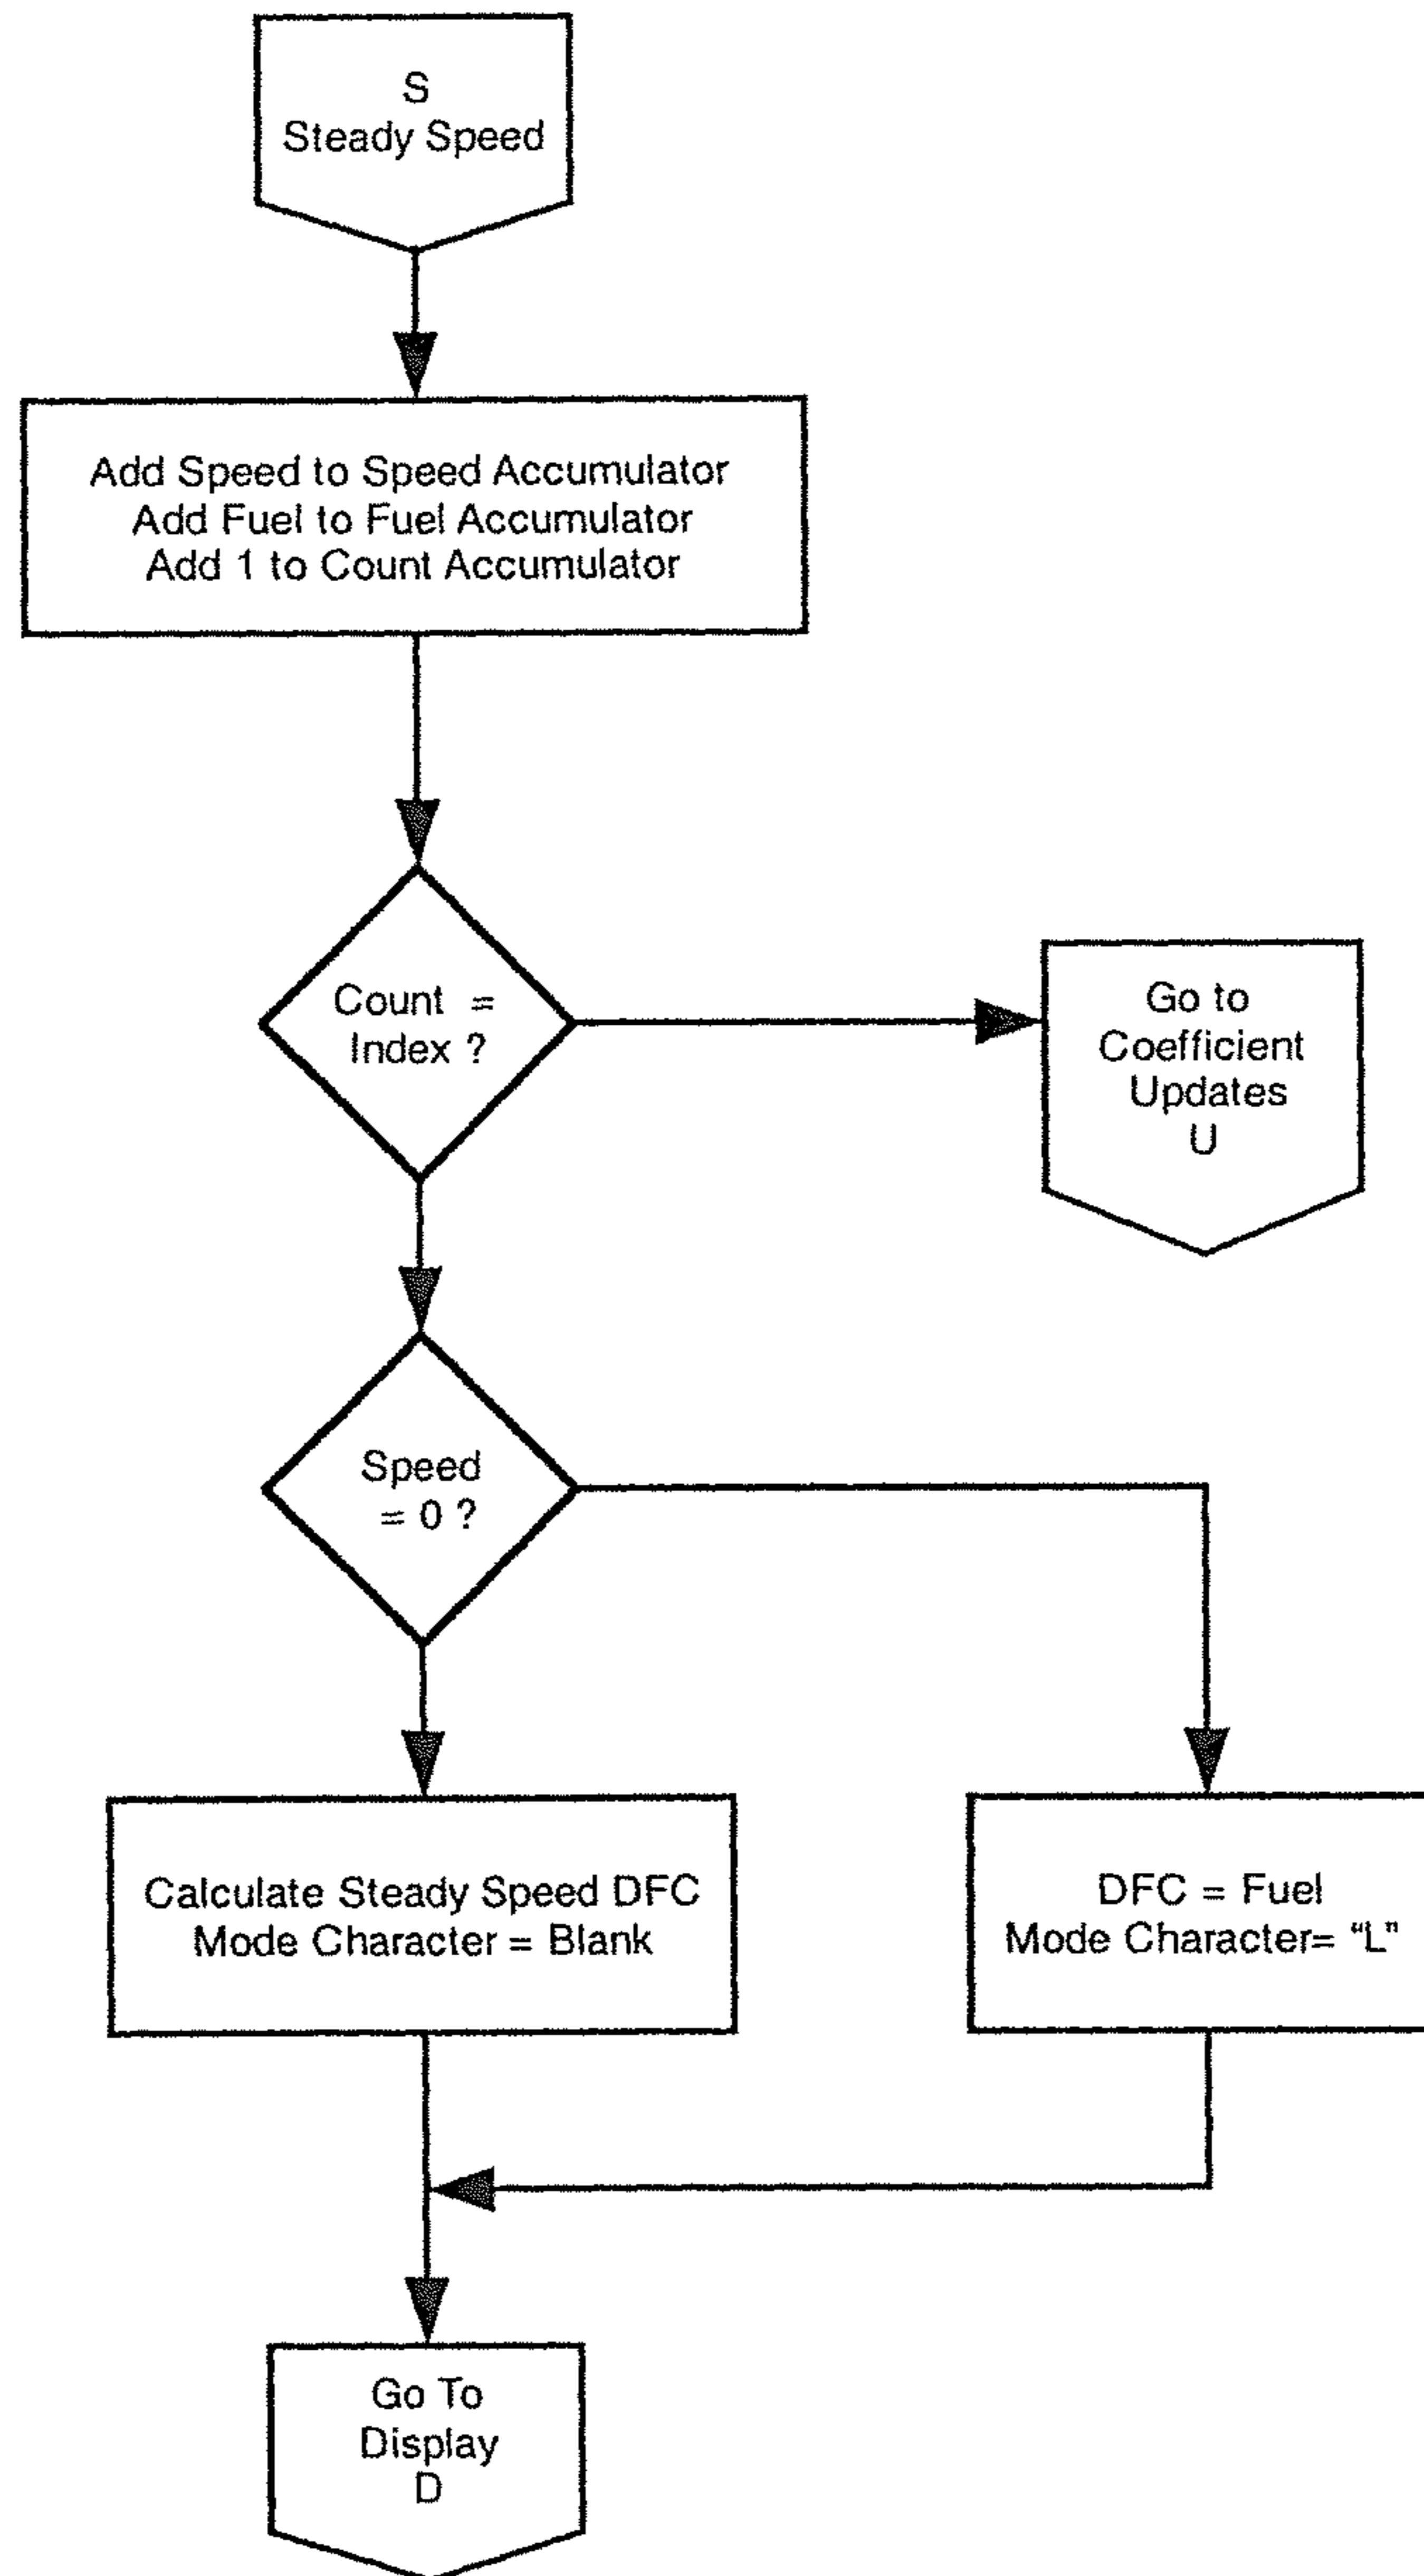 S
Steady Speed
Add Speed to Speed Accumulator
Add Fuel to Fuel Accumulator
Add 1 to Count Accumulator
Count =
Index ?
Go to
Coefficient
Updates
U
Speed
= 0 ?
Calculate Steady Speed DFC
Mode Character = Blank
DFC = Fuel
Mode Character= “L”
Go To
Display
D